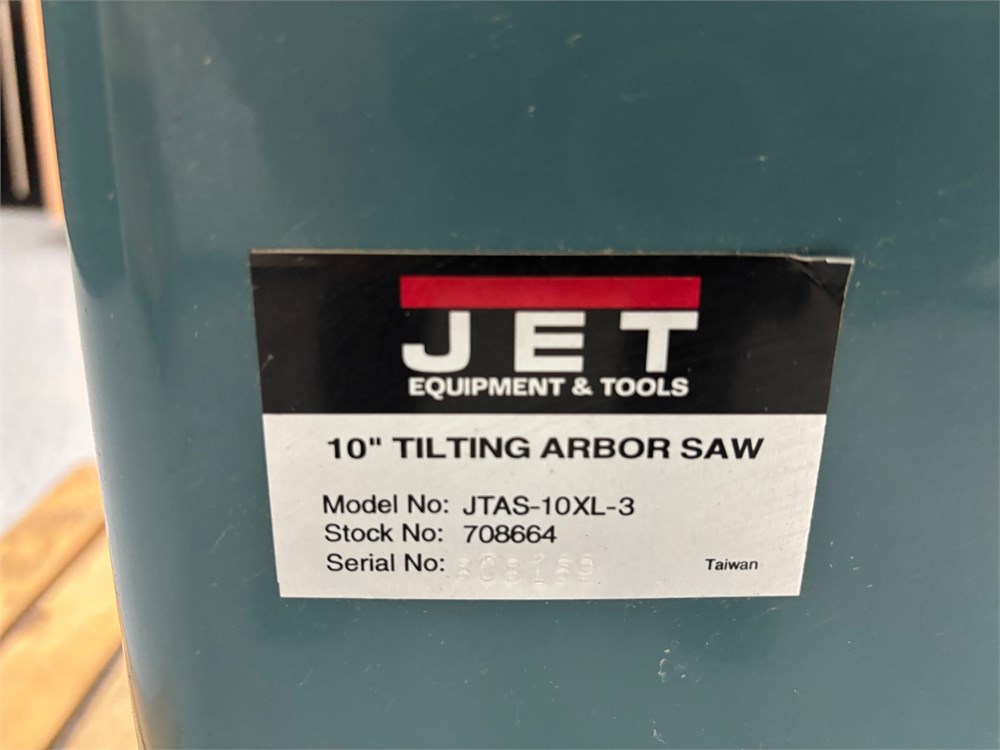 JET
EQUIPMENT & TOOLS
10" TILTING ARBOR SAW
Model No: JTAS-10XL-3
Stock No: 708664
Serial No:
Taiwan